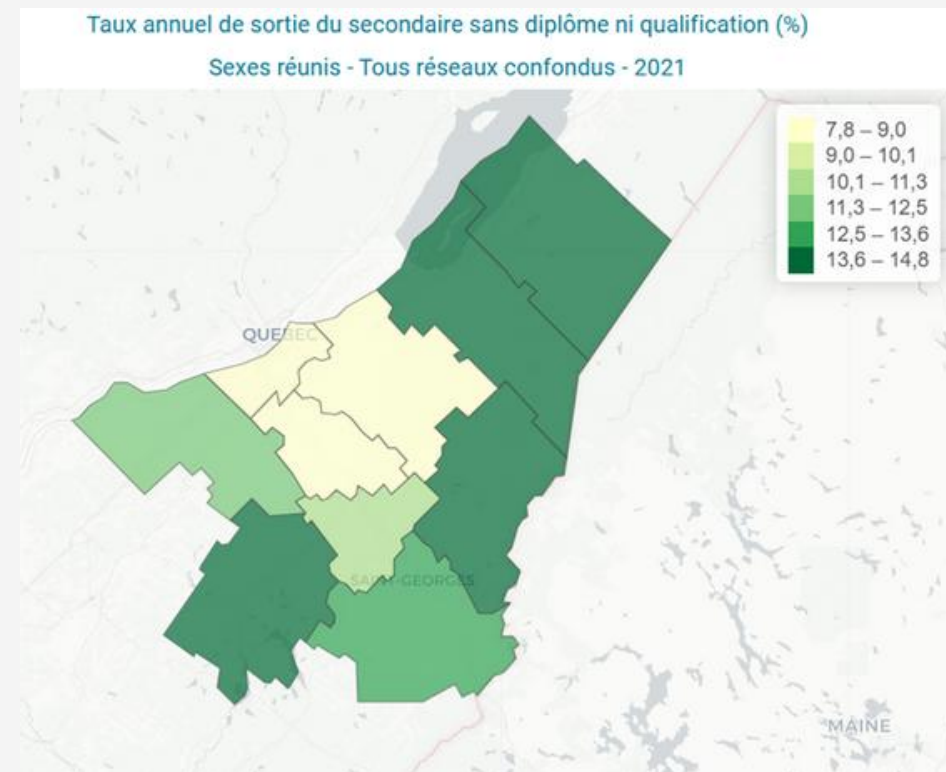 Taux annuel de sortie du secondaire sans diplôme ni qualification (%)
Sexes réunis - Tous réseaux confondus - 2021
7,8 – 9,0
9,0 – 10,1
10,1 – 11,3
11,3 – 12,5
12,5 – 13,6
13,6 – 14,8
QUEBEC
SAINT-GEORGES
MAINE